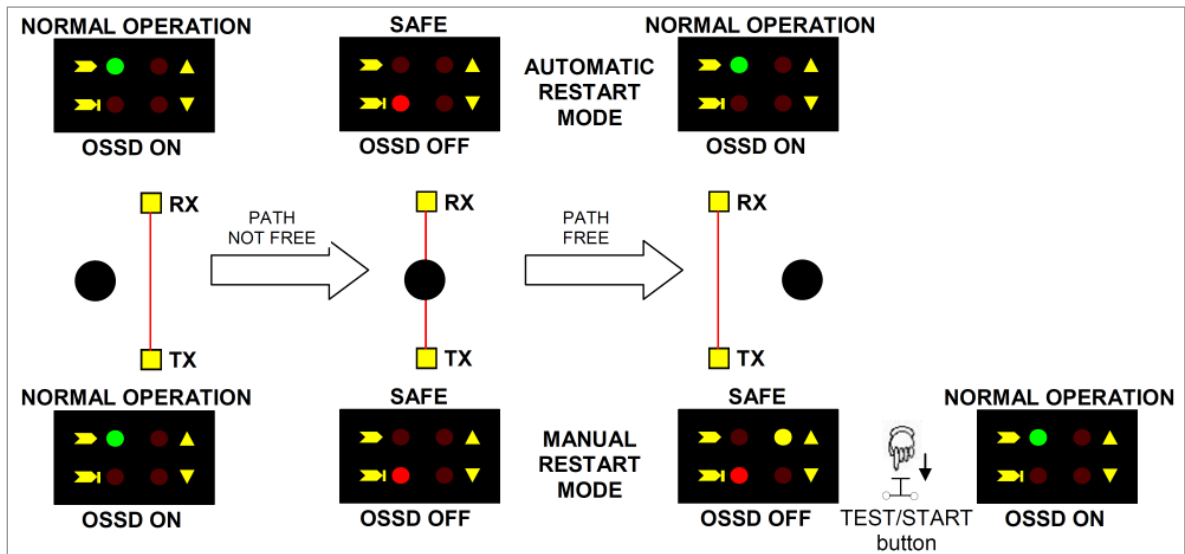 NORMAL OPERATION
SAFE
NORMAL OPERATION
AUTOMATIC
RESTART
MODE
OSSD ON
OSSD OFF
OSSD ON
RX
RX
RX
PATH
NOT FREE
PATH
FREE
TX
TX
TX
NORMAL OPERATION
SAFE
SAFE
NORMAL OPERATION
MANUAL
RESTART
MODE
OSSD ON
OSSD OFF
OSSD OFF
TEST/START
button
OSSD ON